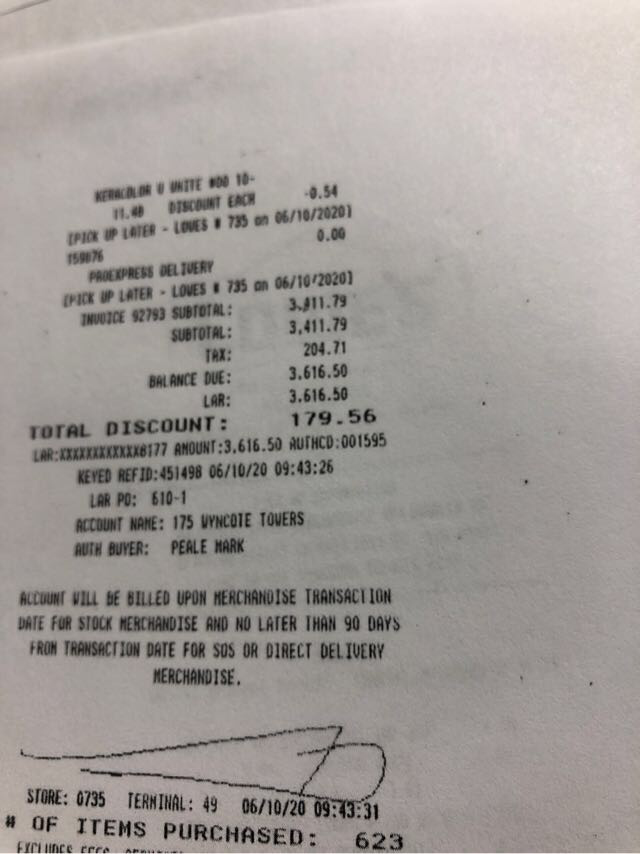 KERACOLOR U UNITE #00 10-
11.48 DISCOUNT EACH -0.54
[PICK UP LATER - LOWES # 735 on 06/10/2020]
159876 0.00
PROEXPRESS DELIVERY
[PICK UP LATER - LOWES # 735 on 06/10/2020]
INVOICE 92793 SUBTOTAL: 3,411.79
SUBTOTAL: 3,411.79
TAX: 204.71
BALANCE DUE: 3,616.50
LAR: 3,616.50
TOTAL DISCOUNT: 179.56
LAR:XXXXXXXXXXXX8177 AMOUNT:3,616.50 AUTHCD:001595
KEYED REFID:451498 06/10/20 09:43:26
LAR PO: 610-1
ACCOUNT NAME: 175 WYNCOTE TOWERS
AUTH BUYER: PEALE MARK
ACCOUNT WILL BE BILLED UPON MERCHANDISE TRANSACTION
DATE FOR STOCK MERCHANDISE AND NO LATER THAN 90 DAYS
FROM TRANSACTION DATE FOR SOS OR DIRECT DELIVERY
MERCHANDISE.
STORE: 0735 TERMINAL: 49 06/10/20 09:43:31
# OF ITEMS PURCHASED: 623
EXCLUDES FEES,